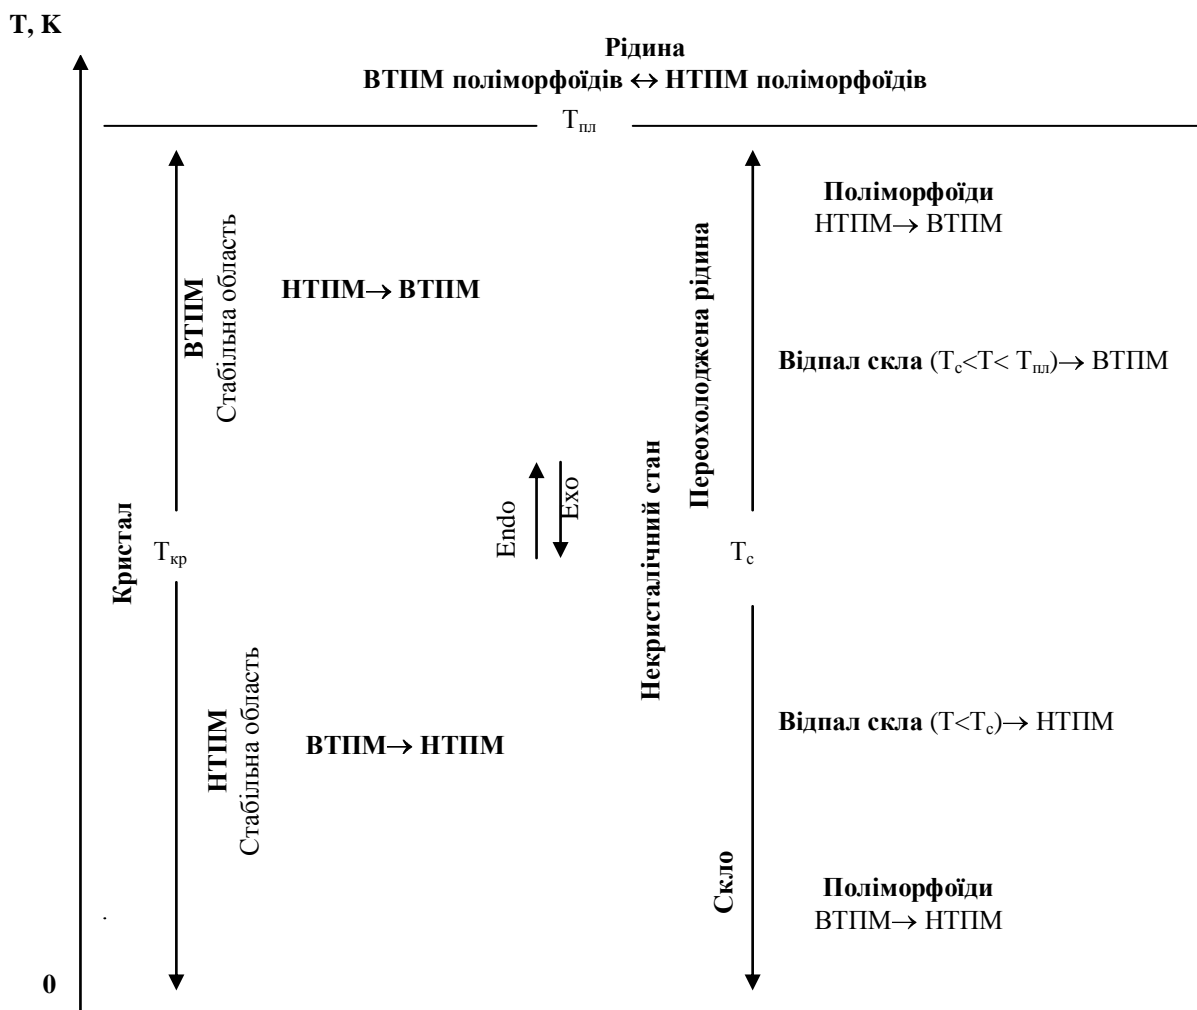 T, K
Рідина
ВТПМ поліморфоїдів ↔ НТПМ поліморфоїдів
Tпл
Поліморфоїди
НТПМ→ ВТПМ
ВТПМ
Стабільна область
НТПМ→ ВТПМ
Переохолоджена рідина
Відпал скла (Tс<T< Tпл)→ ВТПМ
Кристал
Tкр
Endo
Exo
Некристалічний стан
Tс
НТПМ
Стабільна область
ВТПМ→ НТПМ
Відпал скла (T<Tс)→ НТПМ
Скло
Поліморфоїди
ВТПМ→ НТПМ
0